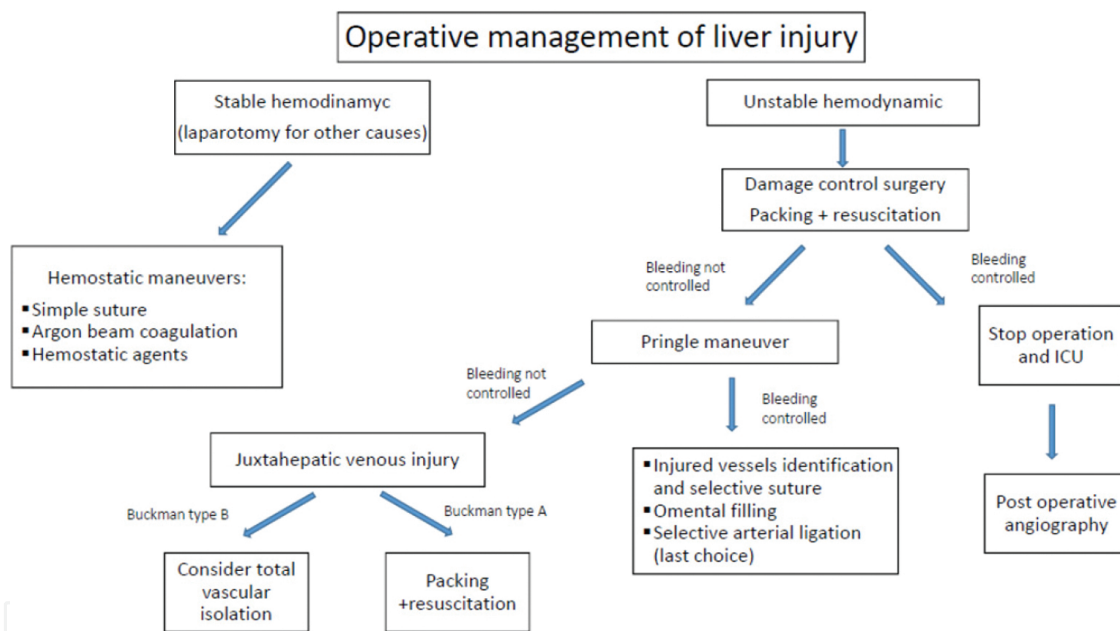 Operative management of liver injury
Stable hemodinamyc
(laparotomy for other causes)
Unstable hemodynamic
Damage control surgery
Packing + resuscitation
Hemostatic maneuvers:
▪ Simple suture
▪ Argon beam coagulation
▪ Hemostatic agents
Bleeding not
controlled
Bleeding
controlled
Pringle maneuver
Stop operation
and ICU
Bleeding not
controlled
Bleeding
controlled
Juxtahepatic venous injury
▪ Injured vessels identification
and selective suture
▪ Omental filling
▪ Selective arterial ligation
(last choice)
Post operative
angiography
Buckman type B
Buckman type A
Consider total
vascular
isolation
Packing
+resuscitation